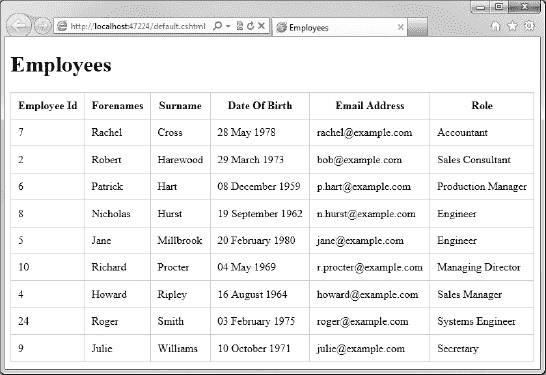 http://localhost:47224/default.cshtml
Employees
Employees
Employee Id Forenames Surname Date Of Birth Email Address Role
7 Rachel Cross 28 May 1978 rachel@example.com Accountant
2 Robert Harewood 29 March 1973 bob@example.com Sales Consultant
6 Patrick Hart 08 December 1959 p.hart@example.com Production Manager
8 Nicholas Hurst 19 September 1962 n.hurst@example.com Engineer
5 Jane Millbrook 20 February 1980 jane@example.com Engineer
10 Richard Procter 04 May 1969 r.procter@example.com Managing Director
4 Howard Ripley 16 August 1964 howard@example.com Sales Manager
24 Roger Smith 03 February 1975 roger@example.com Systems Engineer
9 Julie Williams 10 October 1971 julie@example.com Secretary